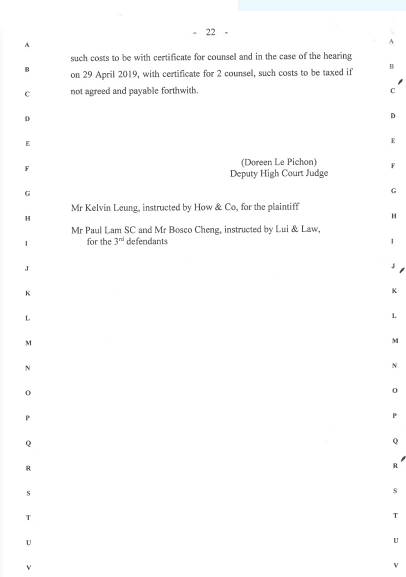 - 22 -
such costs to be with certificate for counsel and in the case of the hearing
on 29 April 2019, with certificate for 2 counsel, such costs to be taxed if
not agreed and payable forthwith.
(Doreen Le Pichon)
Deputy High Court Judge
Mr Kelvin Leung, instructed by How & Co, for the plaintiff
Mr Paul Lam SC and Mr Bosco Cheng, instructed by Lui & Law,
for the 3rd defendants
A A
B B
C C
D D
E E
F F
G G
H H
I I
J J
K K
L L
M M
N N
O O
P P
Q Q
R R
S S
T T
U U
V V